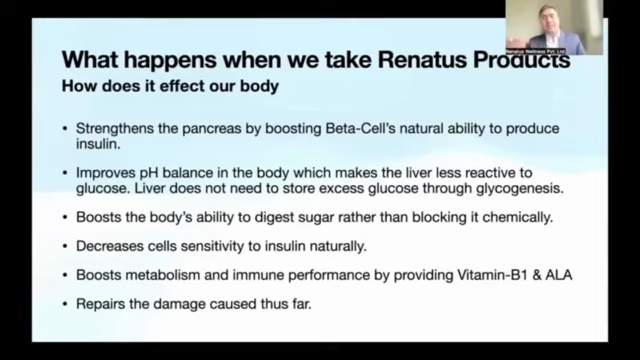 Renatus Wellness Pvt. Ltd.
What happens when we take Renatus Products
How does it effect our body
• Strengthens the pancreas by boosting Beta-Cell's natural ability to produce
insulin.
• Improves pH balance in the body which makes the liver less reactive to
glucose. Liver does not need to store excess glucose through glycogenesis.
• Boosts the body's ability to digest sugar rather than blocking it chemically.
• Decreases cells sensitivity to insulin naturally.
• Boosts metabolism and immune performance by providing Vitamin-B1 & ALA
• Repairs the damage caused thus far.